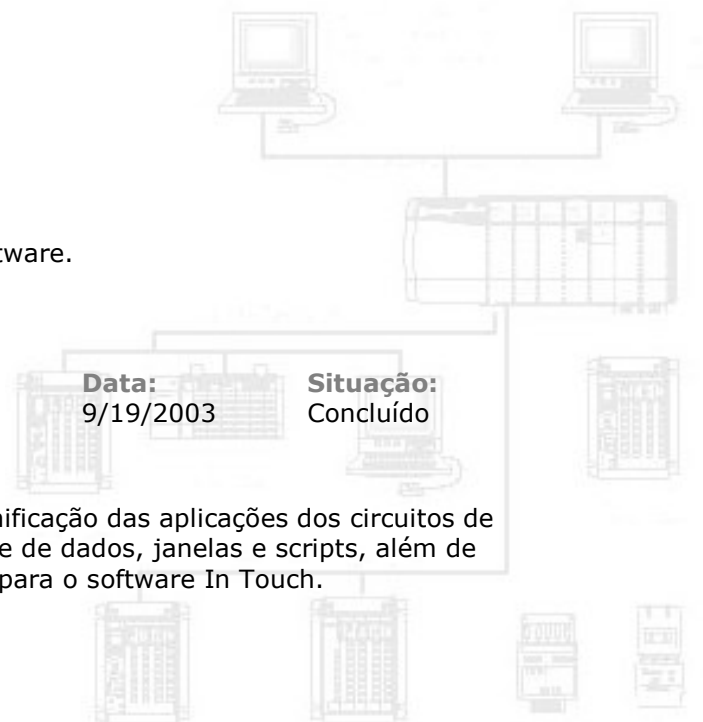 tware.
Data: Situação:
9/19/2003 Concluído
nificação das aplicações dos circuitos de
e de dados, janelas e scripts, além de
para o software In Touch.